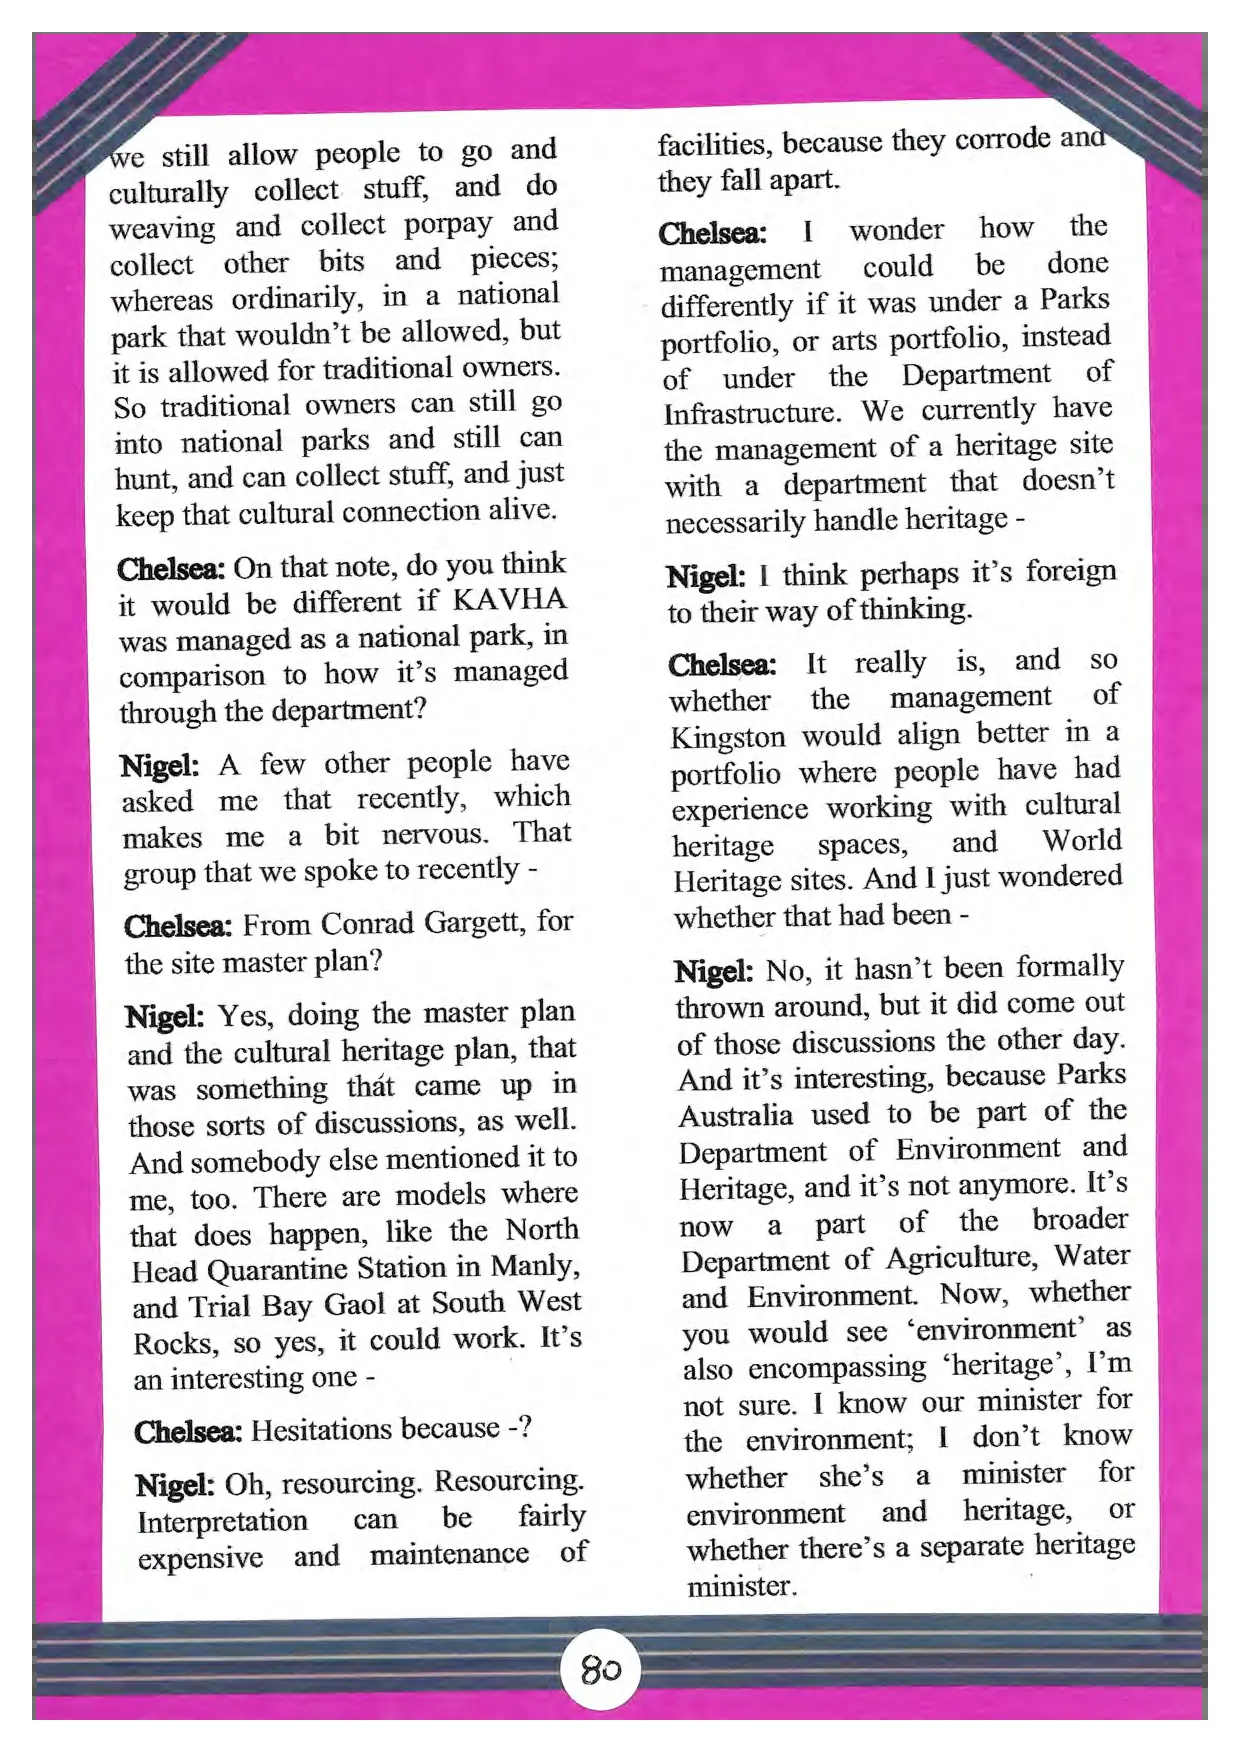 we still allow people to go and
culturally collect stuff, and do
weaving and collect porpay and
collect other bits and pieces;
whereas ordinarily, in a national
park that wouldn't be allowed, but
it is allowed for traditional owners.
So traditional owners can still go
into national parks and still can
hunt, and can collect stuff, and just
keep that cultural connection alive.
Chelsea: On that note, do you think
it would be different if KAVHA
was managed as a national park, in
comparison to how it's managed
through the department?
Nigel: A few other people have
asked me that recently, which
makes me a bit nervous. That
group that we spoke to recently -
Chelsea: From Conrad Gargett, for
the site master plan?
Nigel: Yes, doing the master plan
and the cultural heritage plan, that
was something that came up in
those sorts of discussions, as well.
And somebody else mentioned it to
me, too. There are models where
that does happen, like the North
Head Quarantine Station in Manly,
and Trial Bay Gaol at South West
Rocks, so yes, it could work. It's
an interesting one -
Chelsea: Hesitations because -?
Nigel: Oh, resourcing. Resourcing.
Interpretation can be fairly
expensive and maintenance of
facilities, because they corrode and
they fall apart.
Chelsea: I wonder how the
management could be done
differently if it was under a Parks
portfolio, or arts portfolio, instead
of under the Department of
Infrastructure. We currently have
the management of a heritage site
with a department that doesn't
necessarily handle heritage -
Nigel: I think perhaps it's foreign
to their way of thinking.
Chelsea: It really is, and so
whether the management of
Kingston would align better in a
portfolio where people have had
experience working with cultural
heritage spaces, and World
Heritage sites. And I just wondered
whether that had been -
Nigel: No, it hasn't been formally
thrown around, but it did come out
of those discussions the other day.
And it's interesting, because Parks
Australia used to be part of the
Department of Environment and
Heritage, and it's not anymore. It's
now a part of the broader
Department of Agriculture, Water
and Environment. Now, whether
you would see 'environment' as
also encompassing 'heritage', I'm
not sure. I know our minister for
the environment; I don't know
whether she's a minister for
environment and heritage, or
whether there's a separate heritage
minister.
80